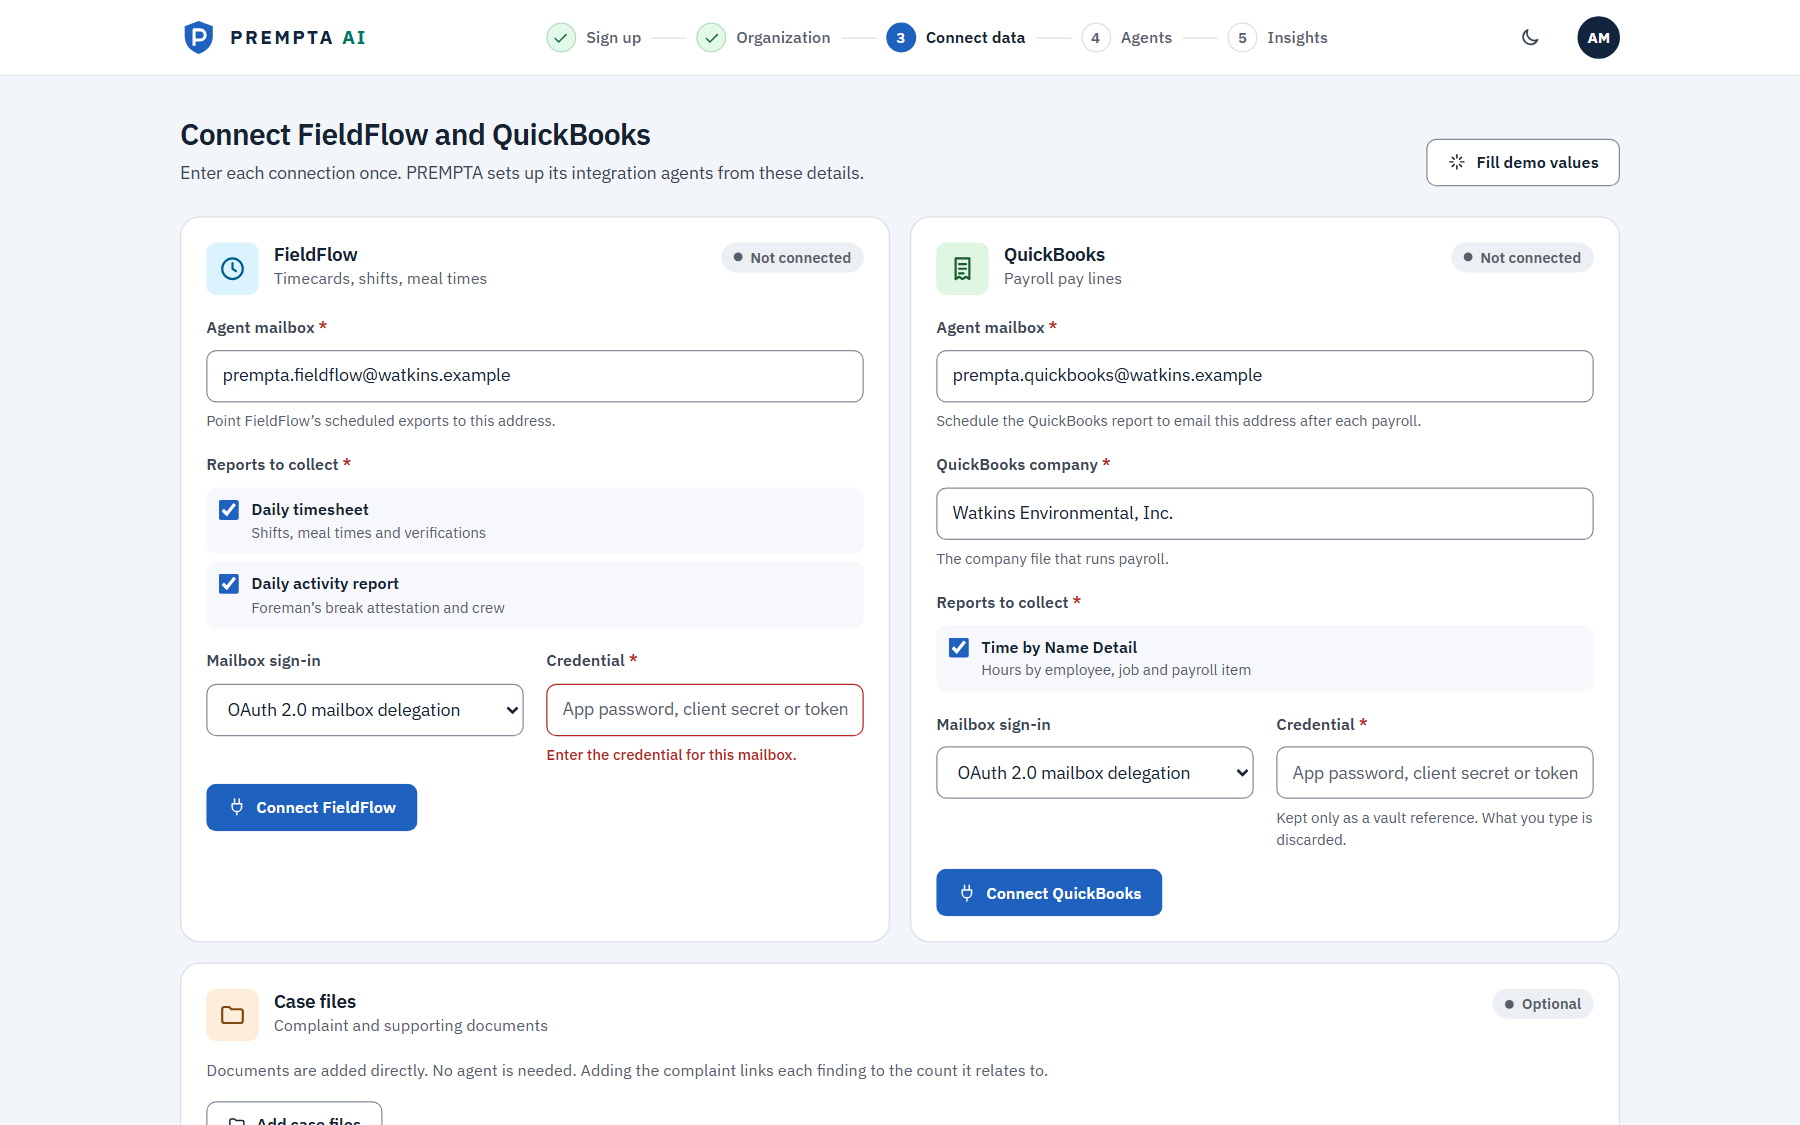 PREMPTA AI
Sign up
Organization
3 Connect data
4 Agents
5 Insights
AM
Connect FieldFlow and QuickBooks
Enter each connection once. PREMPTA sets up its integration agents from these details.
Fill demo values
FieldFlow
Timecards, shifts, meal times
Not connected
Agent mailbox *
prempta.fieldflow@watkins.example
Point FieldFlow’s scheduled exports to this address.
Reports to collect *
Daily timesheet
Shifts, meal times and verifications
Daily activity report
Foreman’s break attestation and crew
Mailbox sign-in
OAuth 2.0 mailbox delegation
Credential *
App password, client secret or token
Enter the credential for this mailbox.
Connect FieldFlow
QuickBooks
Payroll pay lines
Not connected
Agent mailbox *
prempta.quickbooks@watkins.example
Schedule the QuickBooks report to email this address after each payroll.
QuickBooks company *
Watkins Environmental, Inc.
The company file that runs payroll.
Reports to collect *
Time by Name Detail
Hours by employee, job and payroll item
Mailbox sign-in
OAuth 2.0 mailbox delegation
Credential *
App password, client secret or token
Kept only as a vault reference. What you type is
discarded.
Connect QuickBooks
Case files
Complaint and supporting documents
Optional
Documents are added directly. No agent is needed. Adding the complaint links each finding to the count it relates to.
Add case files